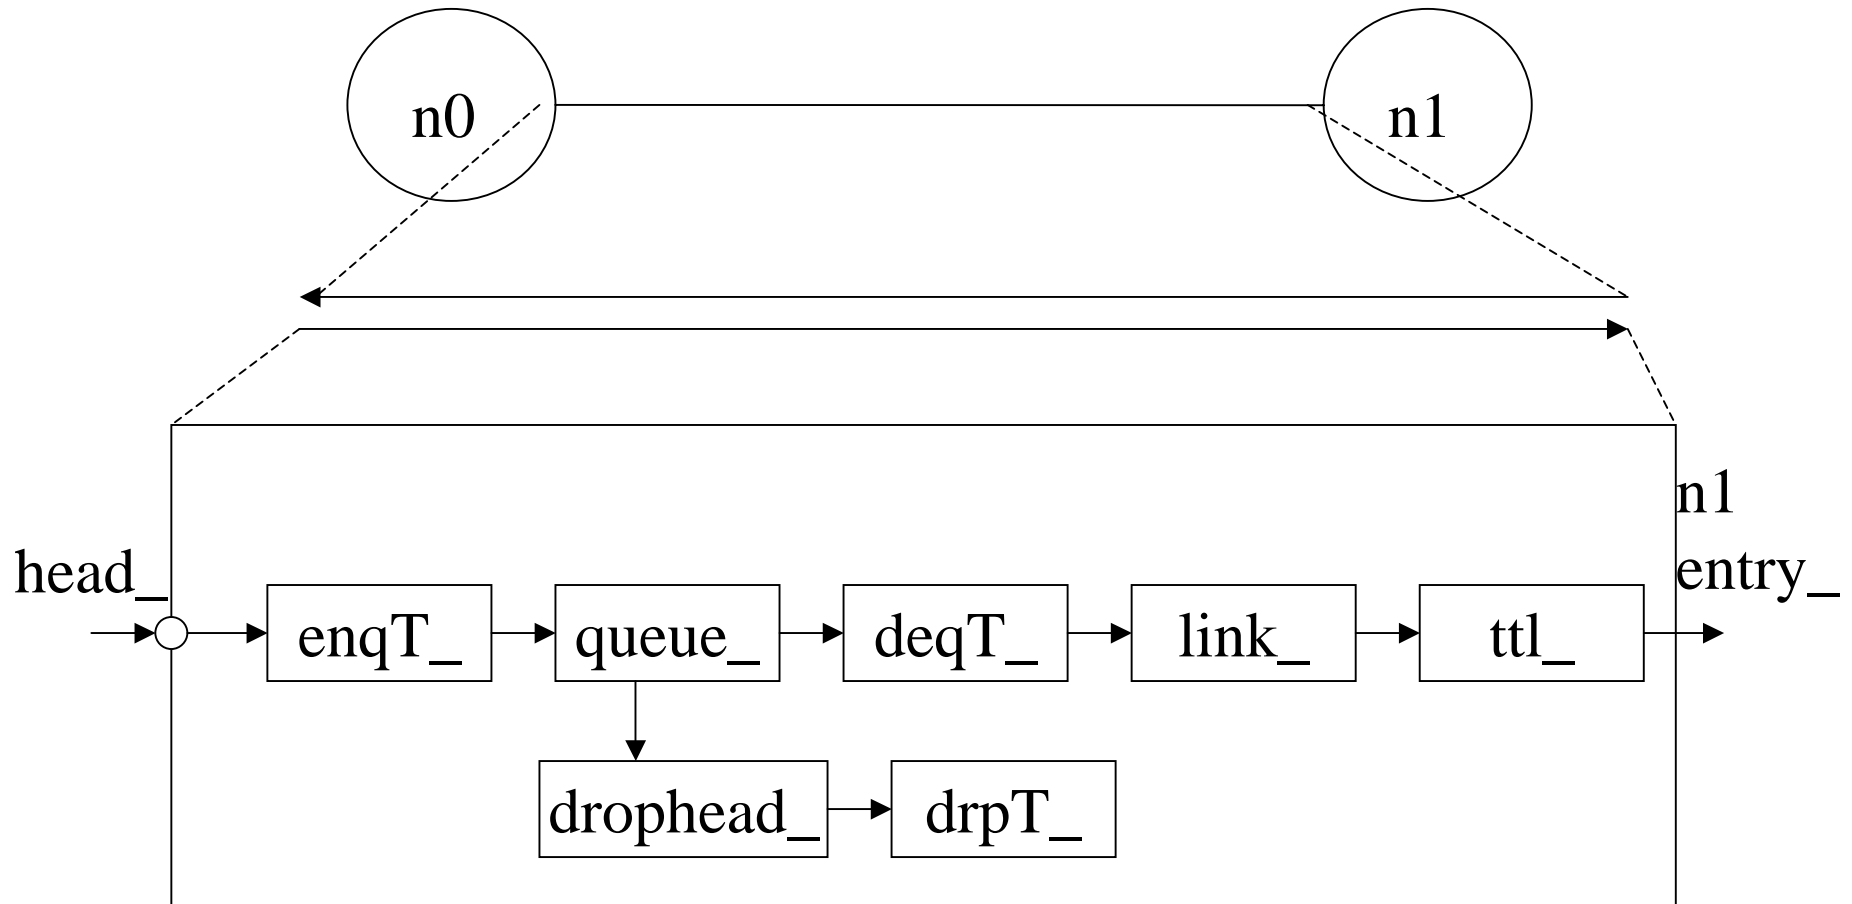 n0
n1
n1
head_
entry_
enqT_
queue_
deqT_
link_
ttl_
drophead_
drpT_